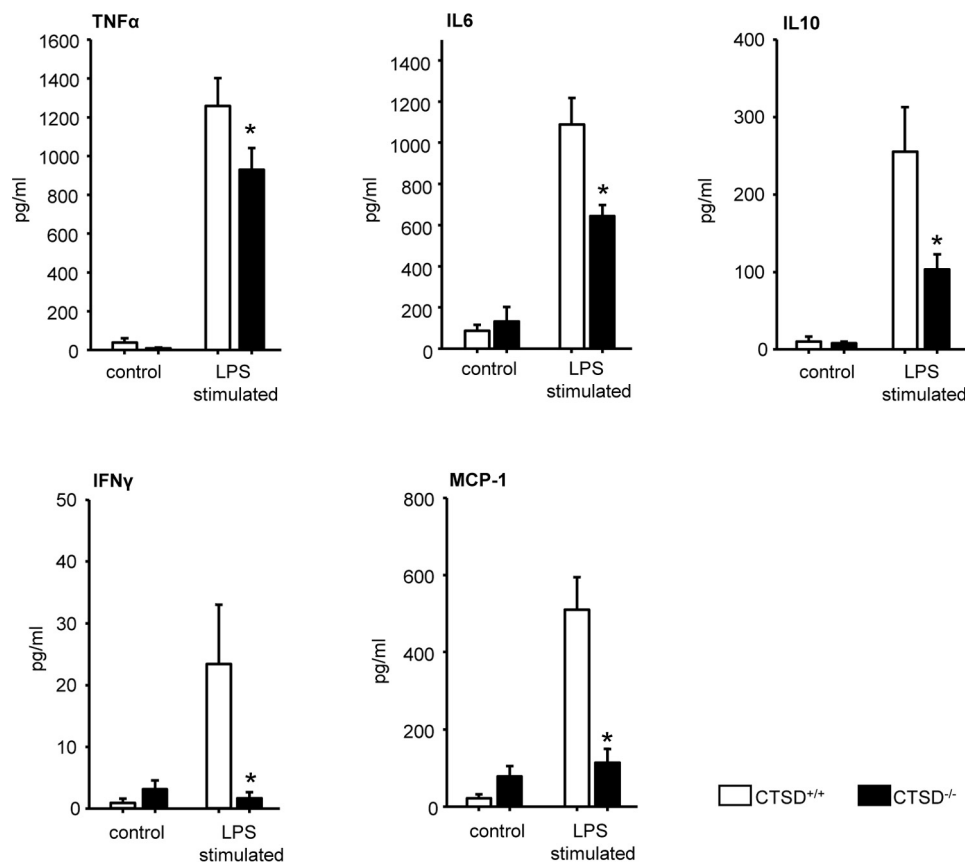 TNFα
1600
1400
1200
1000
800
600
400
200
0
pg/ml
control
LPS
stimulated
*
IL6
1400
1200
1000
800
600
400
200
0
pg/ml
control
LPS
stimulated
*
IL10
400
300
200
100
0
pg/ml
control
LPS
stimulated
*
IFNγ
50
40
30
20
10
0
pg/ml
control
LPS
stimulated
*
MCP-1
800
600
400
200
0
pg/ml
control
LPS
stimulated
*
CTSD+/+ CTSD-/-